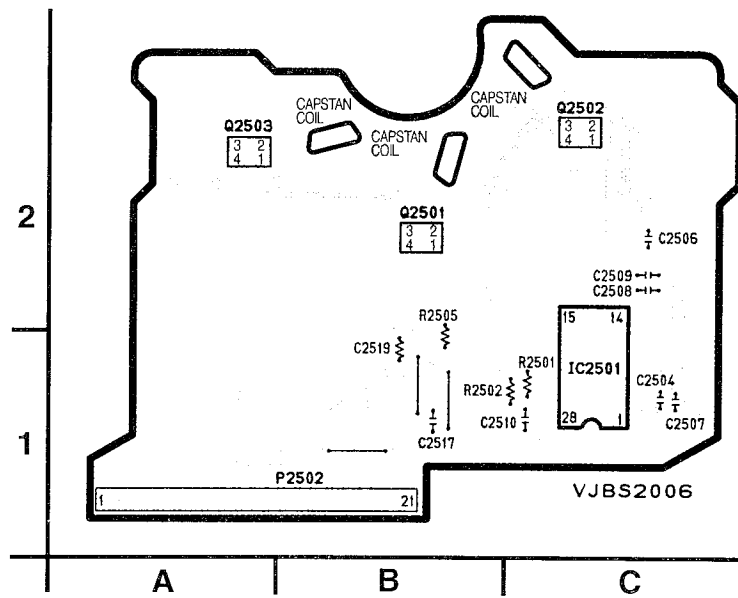 CAPSTAN
COIL
CAPSTAN
COIL
CAPSTAN
COIL
Q2502
3 2
4 1
Q2503
3 2
4 1
2
Q2501
3 2
4 1
C2506
C2509
C2508
R2505
15 14
C2519
R2501
IC2501
C2504
R2502
28 1
C2510
C2507
C2517
1
P2502
1 21
VJBS2006
A B C